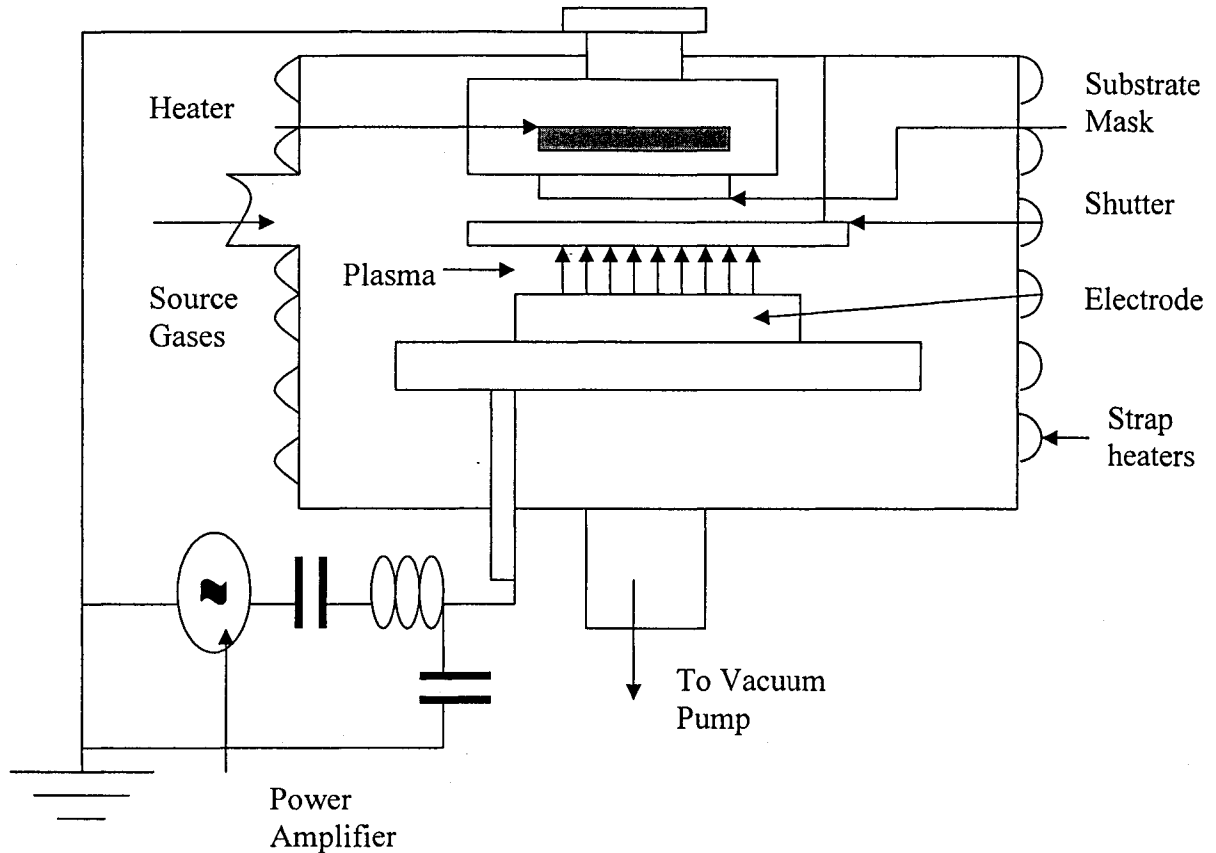 Heater
Substrate
Mask
Shutter
Plasma
Source
Gases
Electrode
Strap
heaters
To Vacuum
Pump
Power
Amplifier